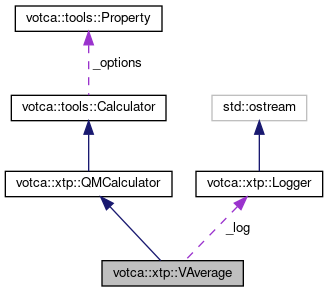 votca::tools::Property
_options
votca::tools::Calculator
std::ostream
votca::xtp::QMCalculator
votca::xtp::Logger
_log
votca::xtp::VAverage